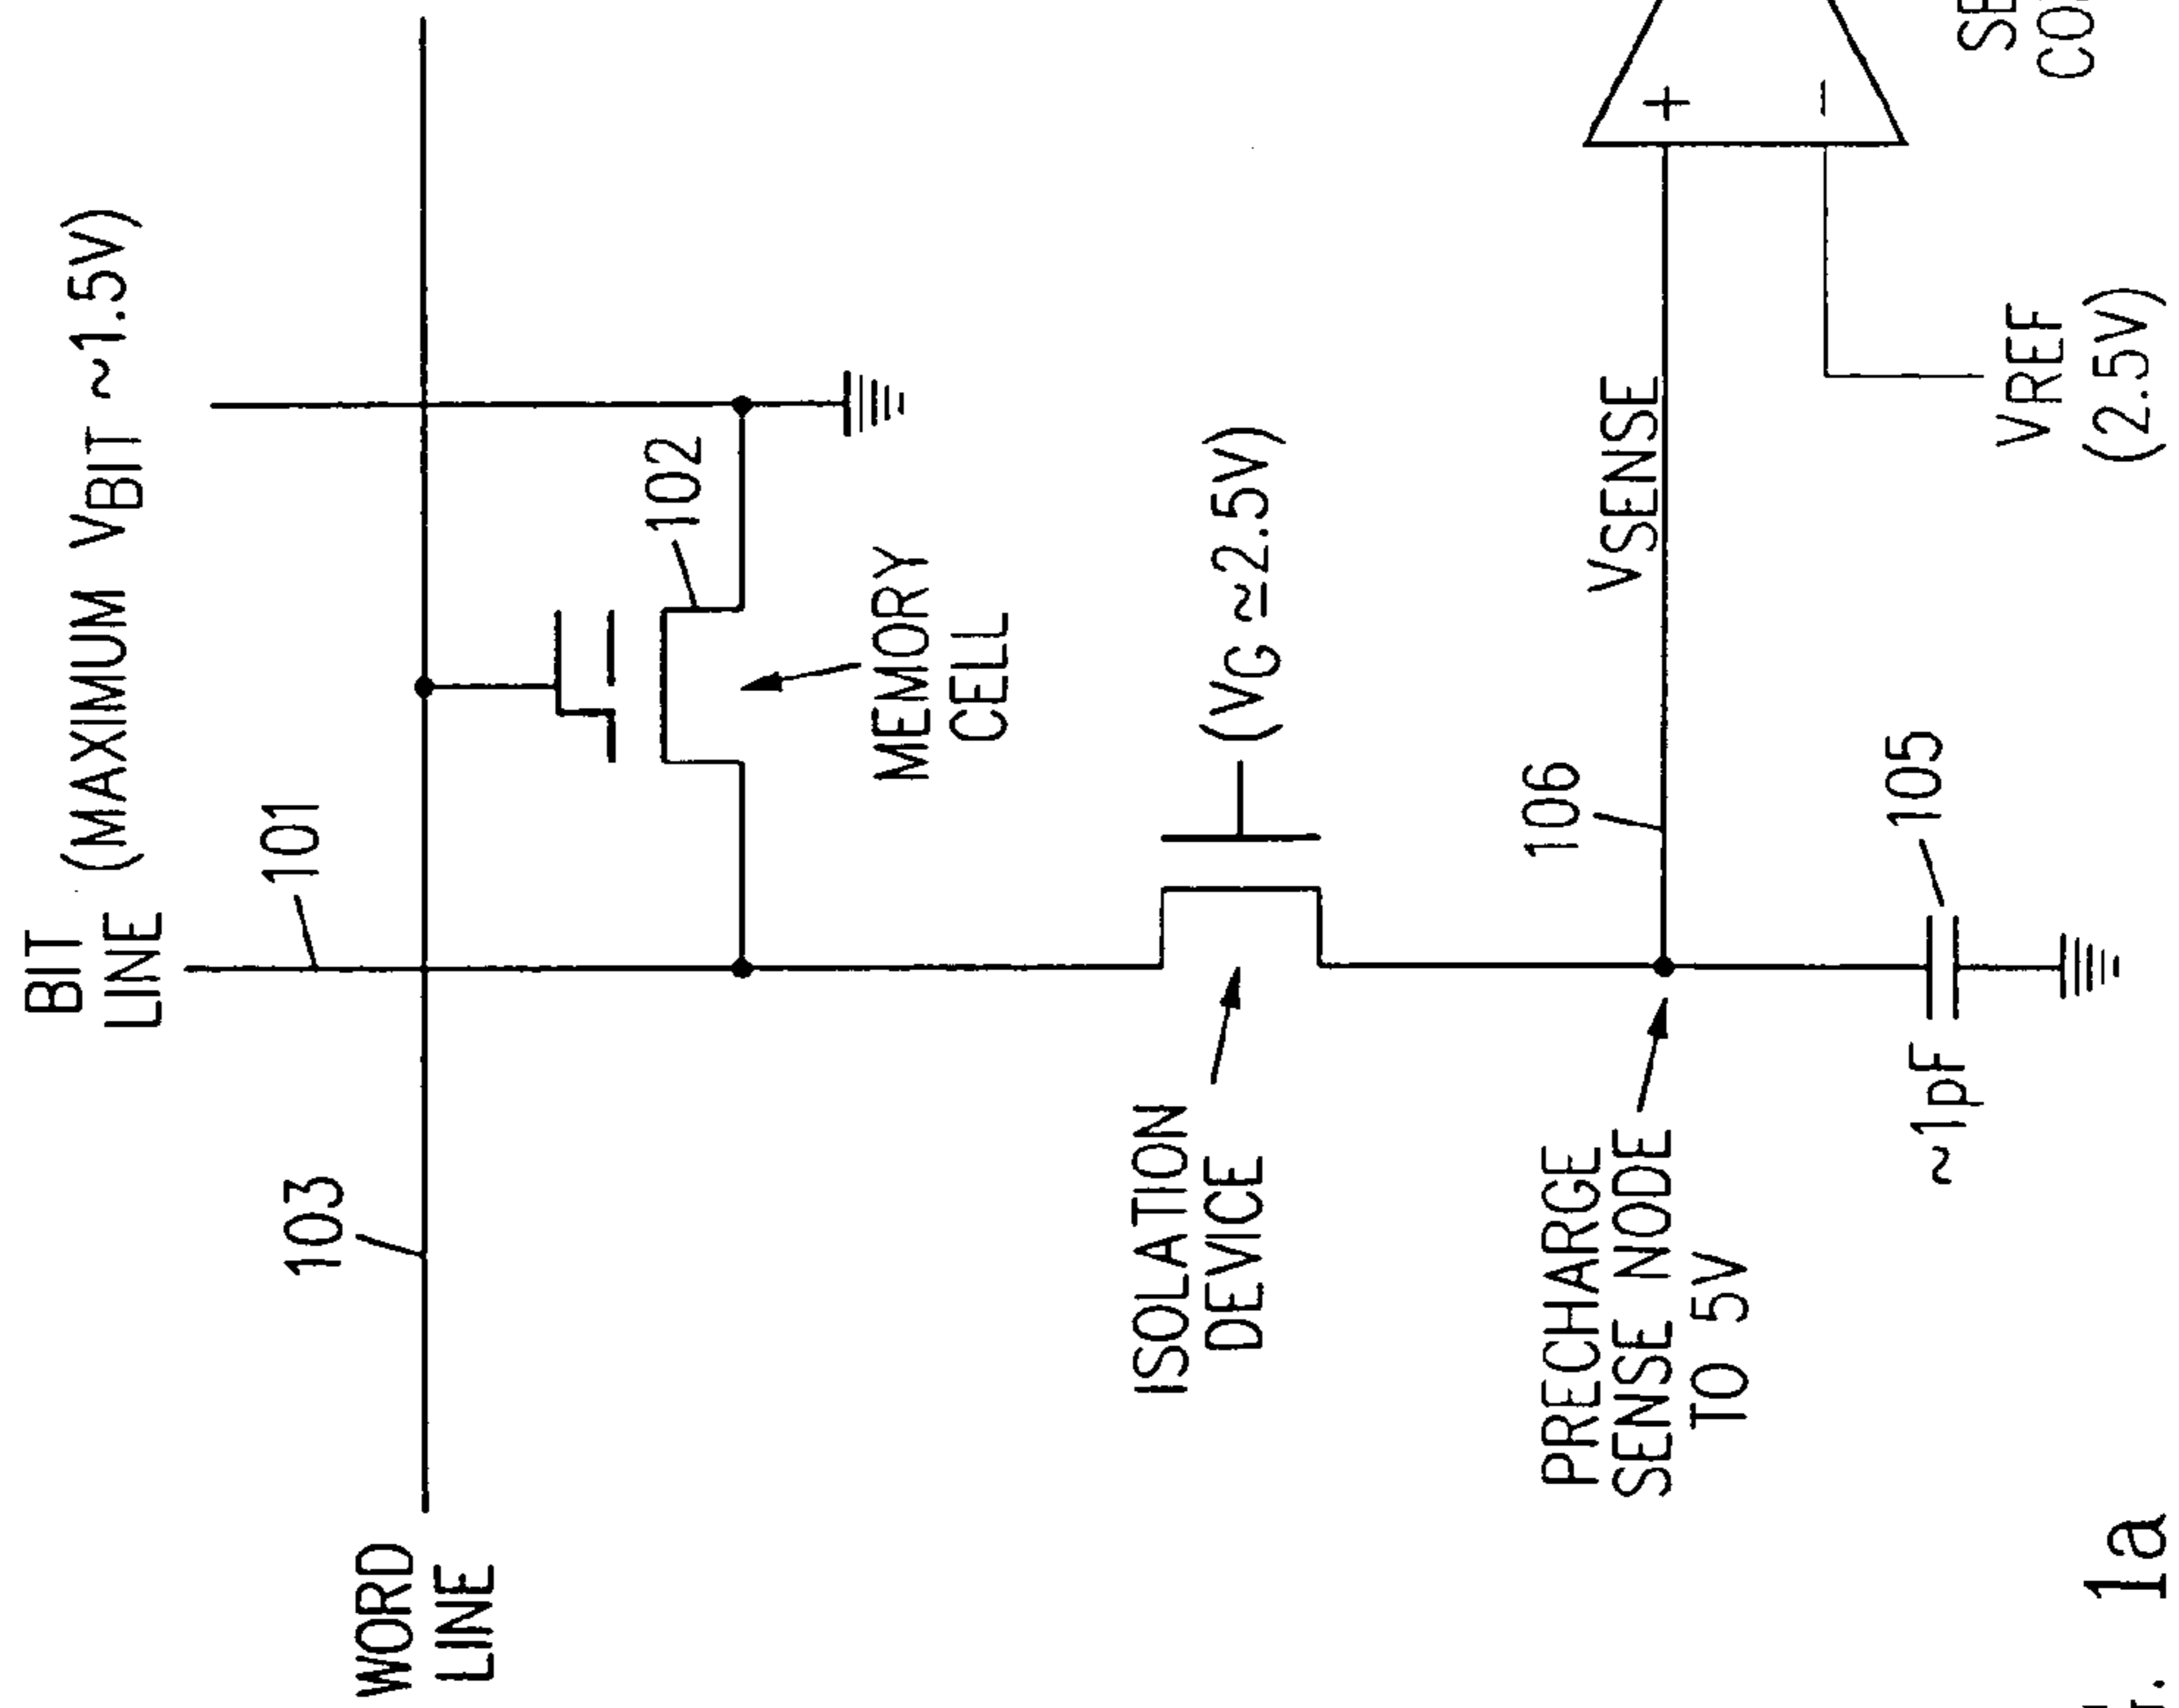 BIT
LINE
(MAXIMUM VBIT ~1.5V)
101
103
WORD
LINE
102
MEMORY
CELL
ISOLATION
DEVICE
(VG ≃2.5V)
106
VSENSE
PRECHARGE
SENSE NODE
TO 5V
~1pF
105
+
−
VREF
(2.5V)
1a